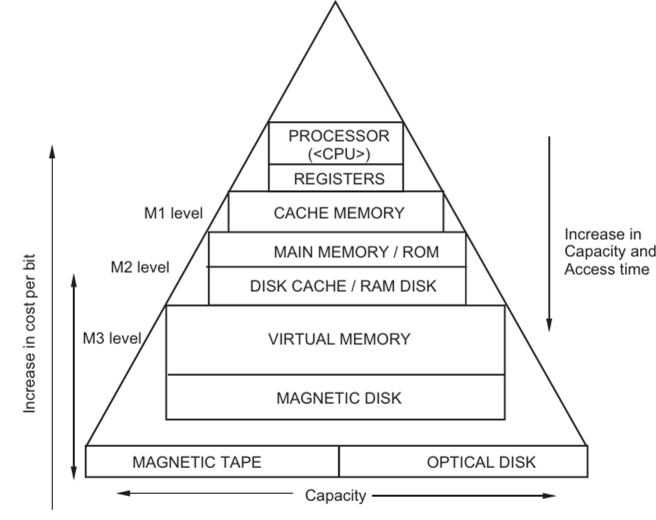 PROCESSOR
(<CPU>)
REGISTERS
M1 level
CACHE MEMORY
MAIN MEMORY / ROM
M2 level
DISK CACHE / RAM DISK
Increase in
Capacity and
Access time
M3 level
VIRTUAL MEMORY
Increase in cost per bit
MAGNETIC DISK
MAGNETIC TAPE
OPTICAL DISK
Capacity